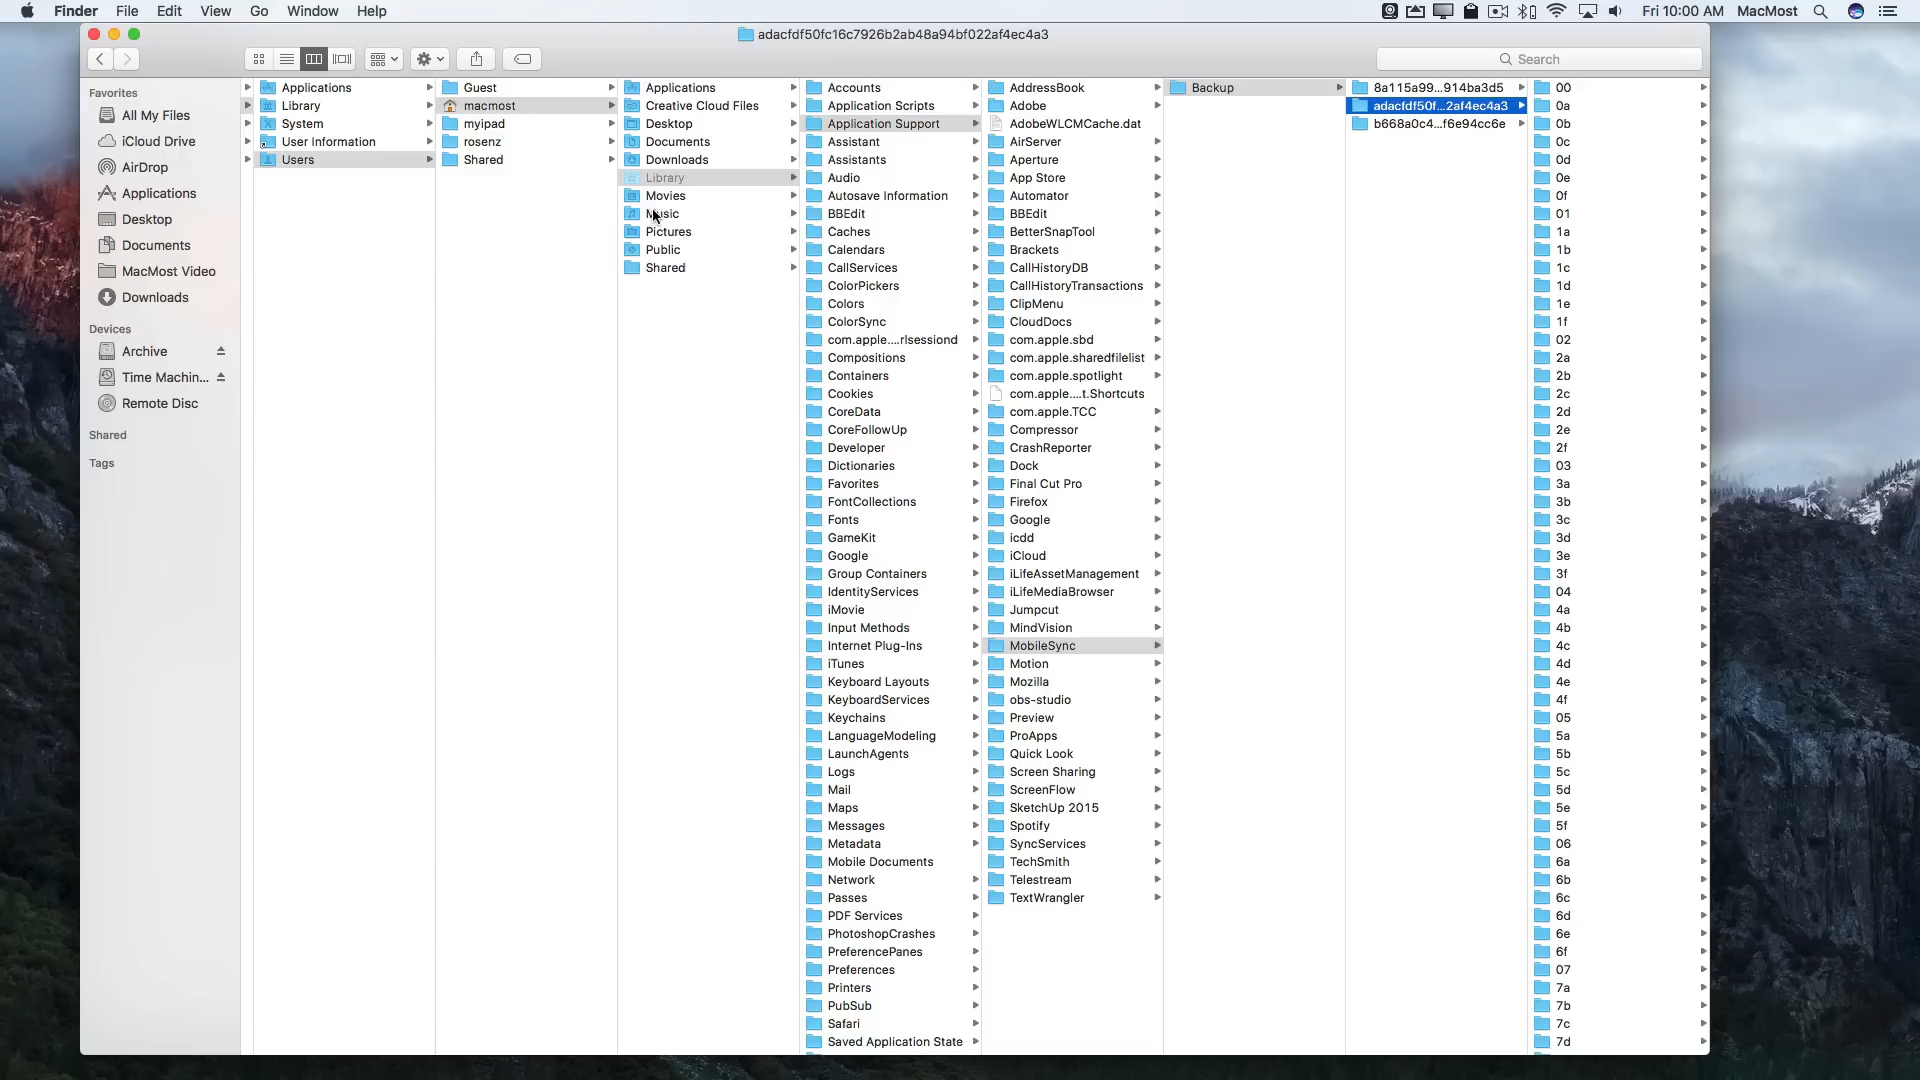 Finder File Edit View Go Window Help
Fri 10:00 AM MacMost
adacfdf50fc16c7926b2ab48a94bf022af4ec4a3
Search
Favorites
All My Files
iCloud Drive
AirDrop
Applications
Desktop
Documents
MacMost Video
Downloads
Devices
Archive
Time Machin...
Remote Disc
Shared
Tags
Applications
Library
System
User Information
Users
Guest
macmost
myipad
rosenz
Shared
Applications
Creative Cloud Files
Desktop
Documents
Downloads
Library
Movies
Music
Pictures
Public
Shared
Accounts
Application Scripts
Application Support
Assistant
Assistants
Audio
Autosave Information
BBEdit
Caches
Calendars
CallServices
ColorPickers
Colors
ColorSync
com.apple....rlsessiond
Compositions
Containers
Cookies
CoreData
CoreFollowUp
Developer
Dictionaries
Favorites
FontCollections
Fonts
GameKit
Google
Group Containers
IdentityServices
iMovie
Input Methods
Internet Plug-Ins
iTunes
Keyboard Layouts
KeyboardServices
Keychains
LanguageModeling
LaunchAgents
Logs
Mail
Maps
Messages
Metadata
Mobile Documents
Network
Passes
PDF Services
PhotoshopCrashes
PreferencePanes
Preferences
Printers
PubSub
Safari
Saved Application State
AddressBook
Adobe
AdobeWLCMCache.dat
AirServer
Aperture
App Store
Automator
BBEdit
BetterSnapTool
Brackets
CallHistoryDB
CallHistoryTransactions
ClipMenu
CloudDocs
com.apple.sbd
com.apple.sharedfilelist
com.apple.spotlight
com.apple....t.Shortcuts
com.apple.TCC
Compressor
CrashReporter
Dock
Final Cut Pro
Firefox
Google
icdd
iCloud
iLifeAssetManagement
iLifeMediaBrowser
Jumpcut
MindVision
MobileSync
Motion
Mozilla
obs-studio
Preview
ProApps
Quick Look
Screen Sharing
ScreenFlow
SketchUp 2015
Spotify
SyncServices
TechSmith
Telestream
TextWrangler
Backup
8a115a99...914ba3d5
adacfdf50f...2af4ec4a3
b668a0c4...f6e94cc6e
00
0a
0b
0c
0d
0e
0f
01
1a
1b
1c
1d
1e
1f
02
2a
2b
2c
2d
2e
2f
03
3a
3b
3c
3d
3e
3f
04
4a
4b
4c
4d
4e
4f
05
5a
5b
5c
5d
5e
5f
06
6a
6b
6c
6d
6e
6f
07
7a
7b
7c
7d